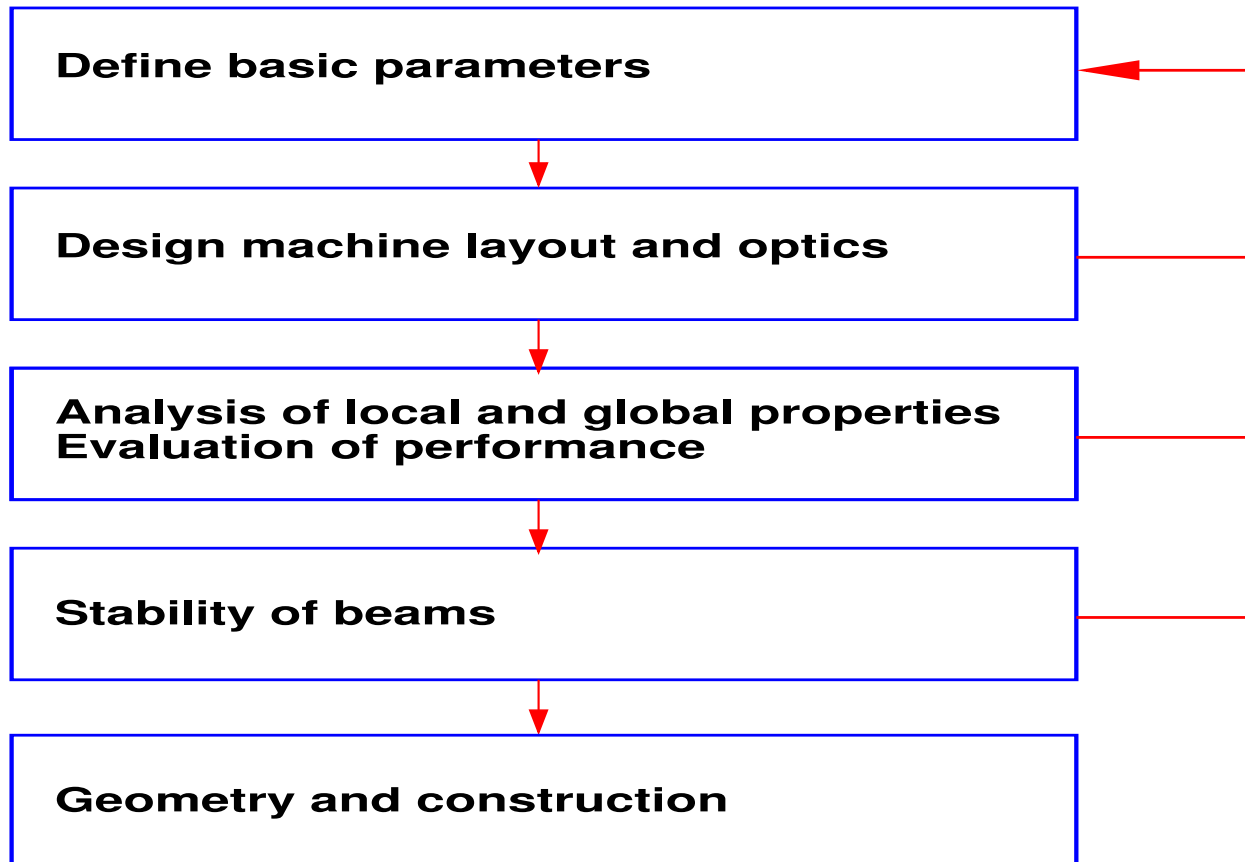 Define basic parameters
Design machine layout and optics
Analysis of local and global properties
Evaluation of performance
Stability of beams
Geometry and construction